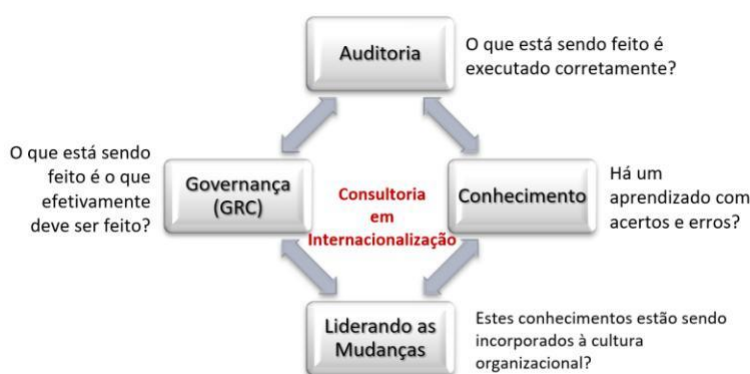 Auditoria
O que está sendo feito é
executado corretamente?
O que está sendo
feito é o que
efetivamente
deve ser feito?
Governança
(GRC)
Consultoria
em
Internacionalização
Conhecimento
Há um
aprendizado com
acertos e erros?
Liderando as
Mudanças
Estes conhecimentos estão sendo
incorporados à cultura
organizacional?